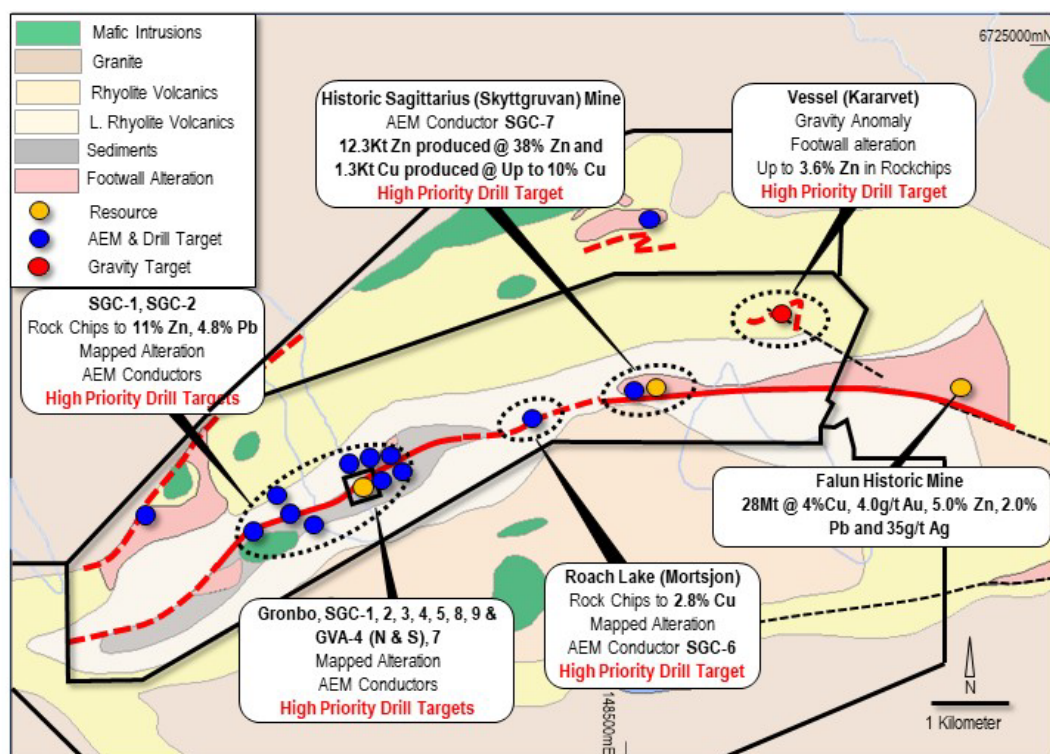 Mafic Intrusions
Granite
Rhyolite Volcanics
L. Rhyolite Volcanics
Sediments
Footwall Alteration
Resource
AEM & Drill Target
Gravity Target
6725000mN
Historic Sagittarius (Skyttgruvan) Mine
AEM Conductor SGC-7
12.3Kt Zn produced @ 38% Zn and
1.3Kt Cu produced @ Up to 10% Cu
High Priority Drill Target
Vessel (Kararvet)
Gravity Anomaly
Footwall alteration
Up to 3.6% Zn in Rockchips
High Priority Drill Target
SGC-1, SGC-2
Rock Chips to 11% Zn, 4.8% Pb
Mapped Alteration
AEM Conductors
High Priority Drill Targets
Falun Historic Mine
28Mt @ 4%Cu, 4.0g/t Au, 5.0% Zn, 2.0%
Pb and 35g/t Ag
Gronbo, SGC-1, 2, 3, 4, 5, 8, 9 &
GVA-4 (N & S), 7
Mapped Alteration
AEM Conductors
High Priority Drill Targets
Roach Lake (Mortsjon)
Rock Chips to 2.8% Cu
Mapped Alteration
AEM Conductor SGC-6
High Priority Drill Target
148500mE
N
1 Kilometer